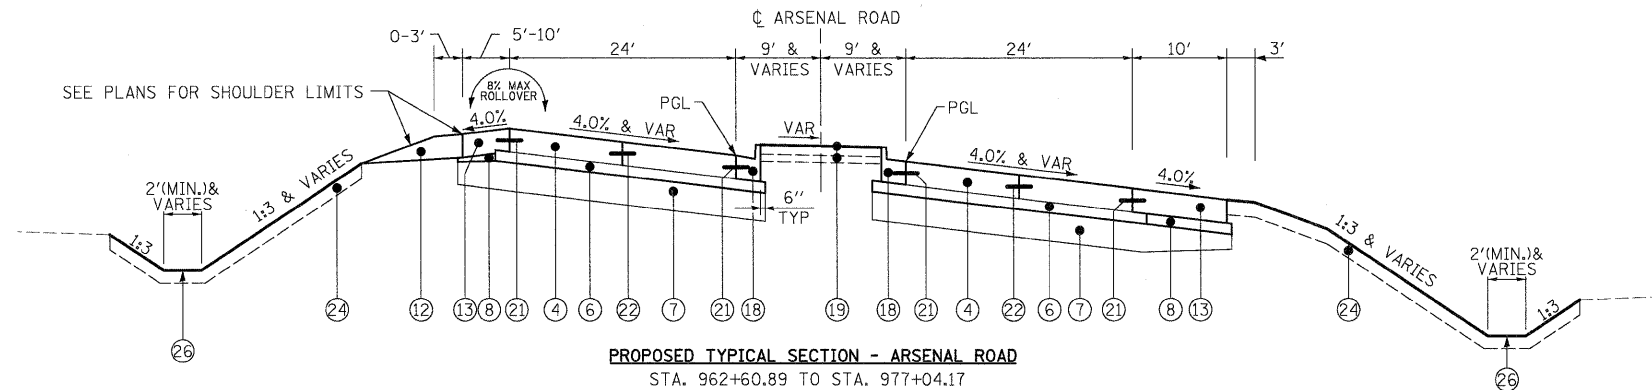 ℄ ARSENAL ROAD
0-3'
5'-10'
24'
9' &
VARIES
9' &
VARIES
24'
10'
3'
SEE PLANS FOR SHOULDER LIMITS
8% MAX
ROLLOVER
PGL
PGL
4.0%
4.0% & VAR
VAR
4.0% & VAR
4.0%
2'(MIN.)&
VARIES
1:3
1:3 & VARIES
6"
TYP
1:3 & VARIES
2'(MIN.)&
VARIES
1:3
26 24 12 13 8 21 4 6 22 7 21 18 19 18 21 4 22 6 7 21 8 13 24 26
PROPOSED TYPICAL SECTION - ARSENAL ROAD
STA. 962+60.89 TO STA. 977+04.17